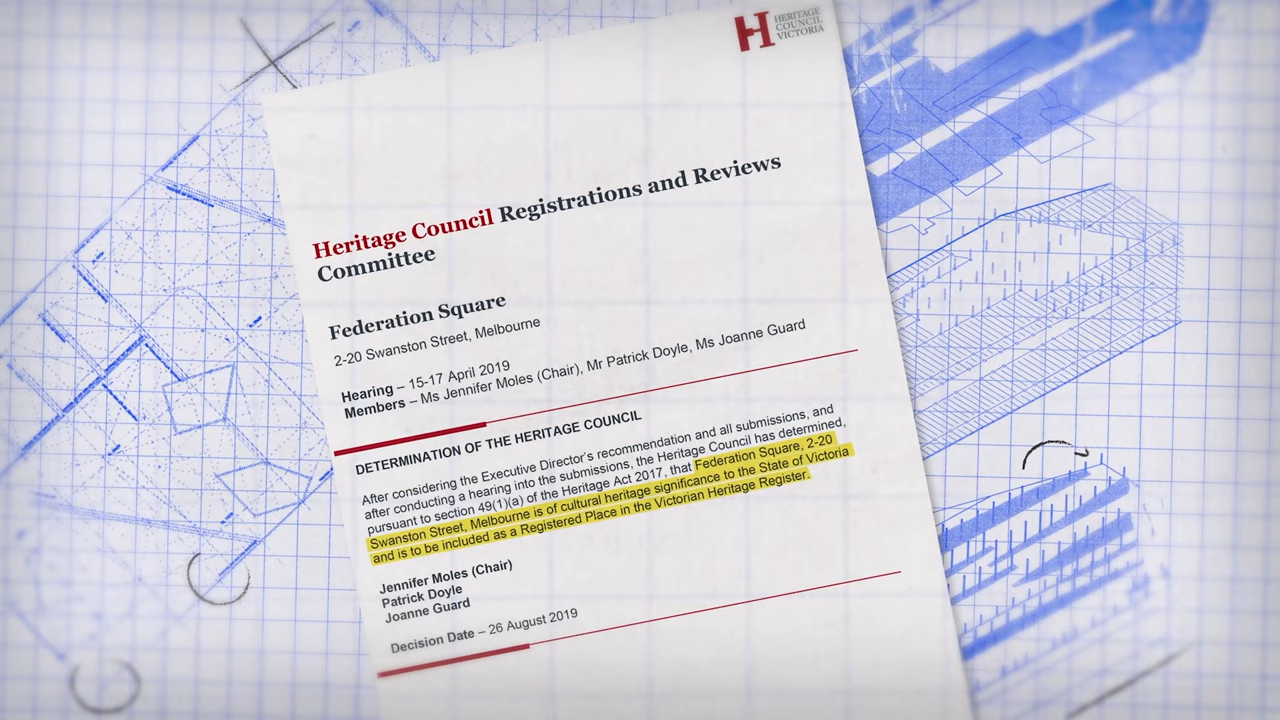 HERITAGE
COUNCIL
VICTORIA
Heritage Council Registrations and Reviews
Committee
Federation Square
2-20 Swanston Street, Melbourne
Hearing – 15-17 April 2019
Members – Ms Jennifer Moles (Chair), Mr Patrick Doyle, Ms Joanne Guard
DETERMINATION OF THE HERITAGE COUNCIL
After considering the Executive Director's recommendation and all submissions, and
after conducting a hearing into the submissions, the Heritage Council has determined,
pursuant to section 49(1)(a) of the Heritage Act 2017, that Federation Square, 2-20
Swanston Street, Melbourne is of cultural heritage significance to the State of Victoria
and is to be included as a Registered Place in the Victorian Heritage Register.
Jennifer Moles (Chair)
Patrick Doyle
Joanne Guard
Decision Date – 26 August 2019